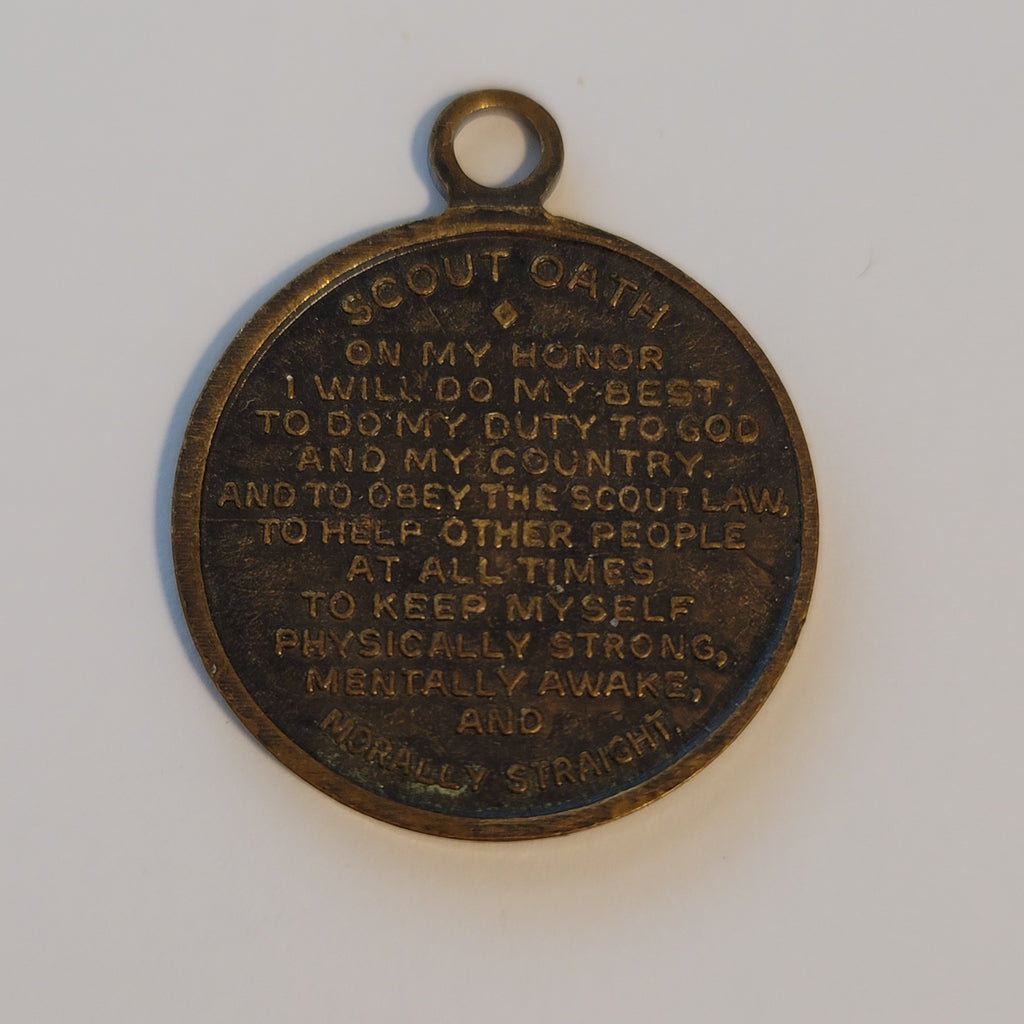 SCOUT OATH
ON MY HONOR
I WILL DO MY BEST:
TO DO MY DUTY TO GOD
AND MY COUNTRY,
AND TO OBEY THE SCOUT LAW,
TO HELP OTHER PEOPLE
AT ALL TIMES
TO KEEP MYSELF
PHYSICALLY STRONG,
MENTALLY AWAKE,
AND
MORALLY STRAIGHT.